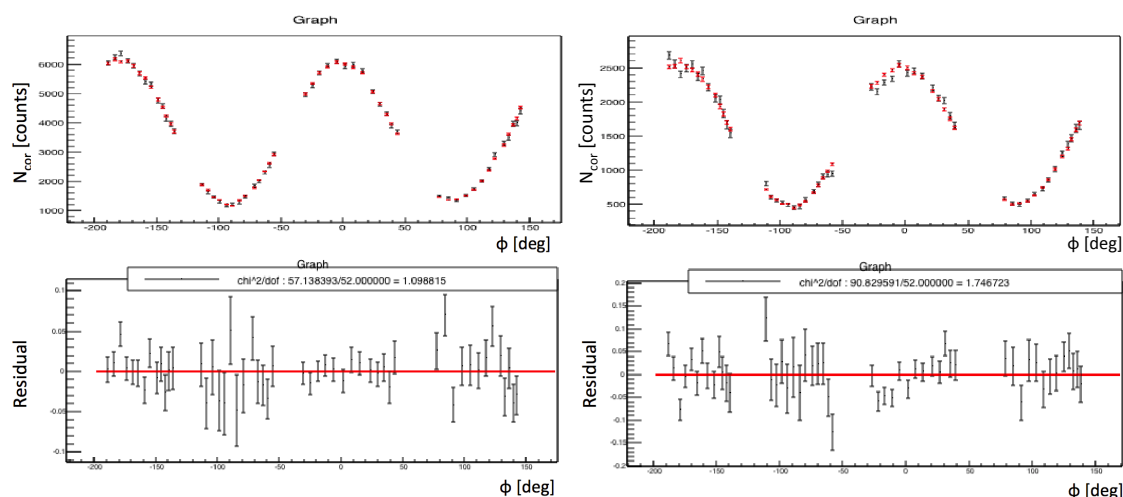 Graph
N_cor [counts]
6000
5000
4000
3000
2000
1000
-200 -150 -100 -50 0 50 100 150
ϕ [deg]
Graph
N_cor [counts]
2500
2000
1500
1000
500
-200 -150 -100 -50 0 50 100 150
ϕ [deg]
Graph
chi^2/dof : 57.138393/52.000000 = 1.098815
Residual
0.1
0.05
0
-0.05
-0.1
-200 -150 -100 -50 0 50 100 150
ϕ [deg]
Graph
chi^2/dof : 90.829591/52.000000 = 1.746723
Residual
0.2
0.15
0.1
0.05
0
-0.05
-0.1
-0.15
-0.2
-200 -150 -100 -50 0 50 100 150
ϕ [deg]